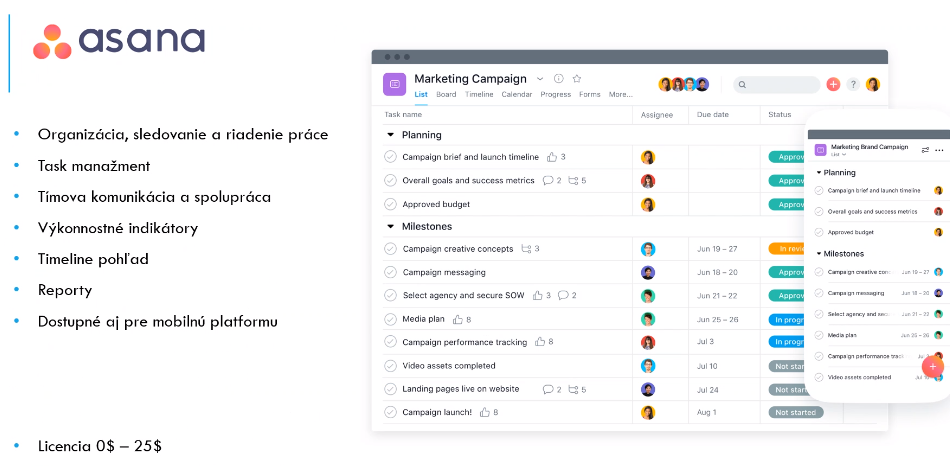 asana
Organizácia, sledovanie a riadenie práce
Task manažment
Tímova komunikácia a spolupráca
Výkonnostné indikátory
Timeline pohľad
Reporty
Dostupné aj pre mobilnú platformu
Licencia 0$ – 25$
Marketing Campaign
List Board Timeline Calendar Progress Forms More...
Task name Assignee Due date Status
Planning
Campaign brief and launch timeline 3 Approv
Overall goals and success metrics 2 5 Approv
Approved budget Approv
Milestones
Campaign creative concepts 3 Jun 19 – 27 In revie
Campaign messaging Jun 18 – 20 Approv
Select agency and secure SOW 3 2 Jun 21 – 22 Approv
Media plan 8 Jun 25 – 26 In progr
Campaign performance tracking 8 Jul 3 In progr
Video assets completed Jul 10 Not star
Landing pages live on website 2 5 Jul 24 Not star
Campaign launch! 8 Aug 1 Not started
Marketing Brand Campaign
List
Planning
Campaign brief and launch timeline
Overall goals and success metrics
Approved budget
Milestones
Campaign creative con Jun 19 – 27
Campaign messaging Jun 18 – 20
Select agency and sec Jun 21 – 22
Media plan Jun 25 – 26
Campaign performance trac Jul 3
Video assets completed Jul 10